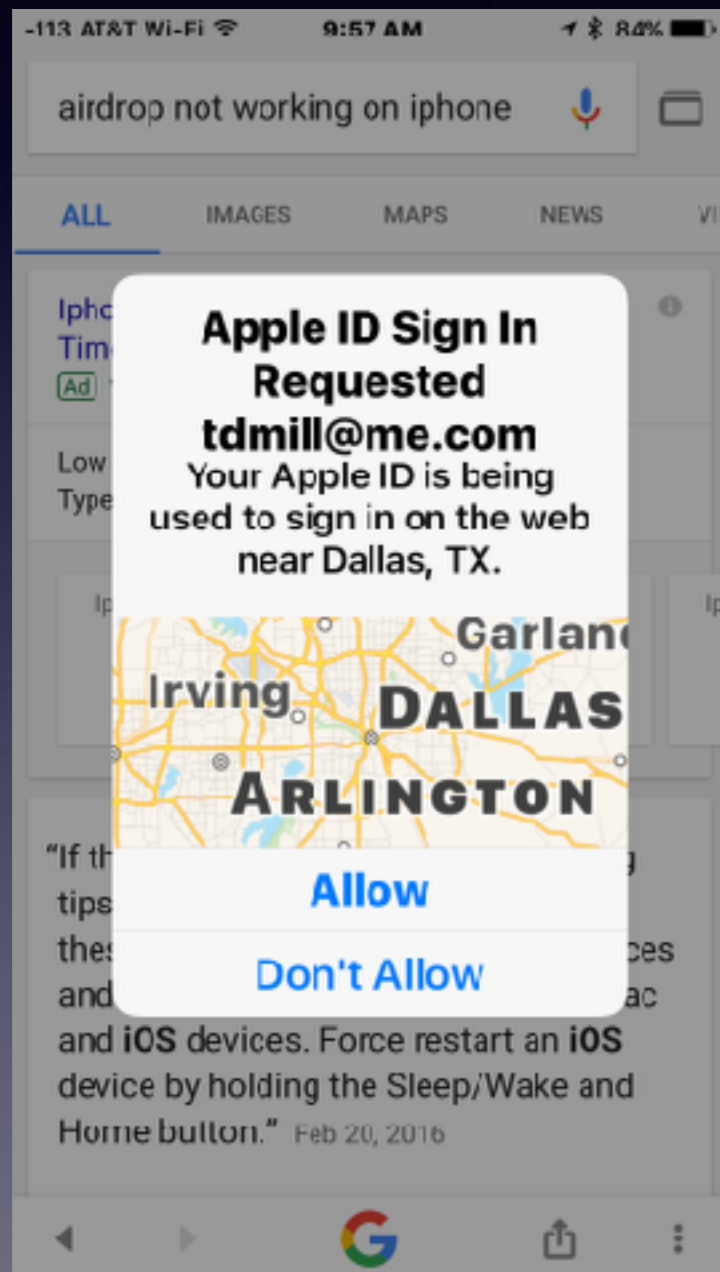 -113 AT&T Wi-Fi 9:57 AM 84%
airdrop not working on iphone
ALL IMAGES MAPS NEWS
Apple ID Sign In
Requested
tdmill@me.com
Your Apple ID is being
used to sign in on the web
near Dallas, TX.
Ad
Low
Type
Irving
DALLAS
ARLINGTON
Allow
Don't Allow
“If
tips
and
and iOS devices. Force restart an iOS
device by holding the Sleep/Wake and
Home button.” Feb 20, 2016